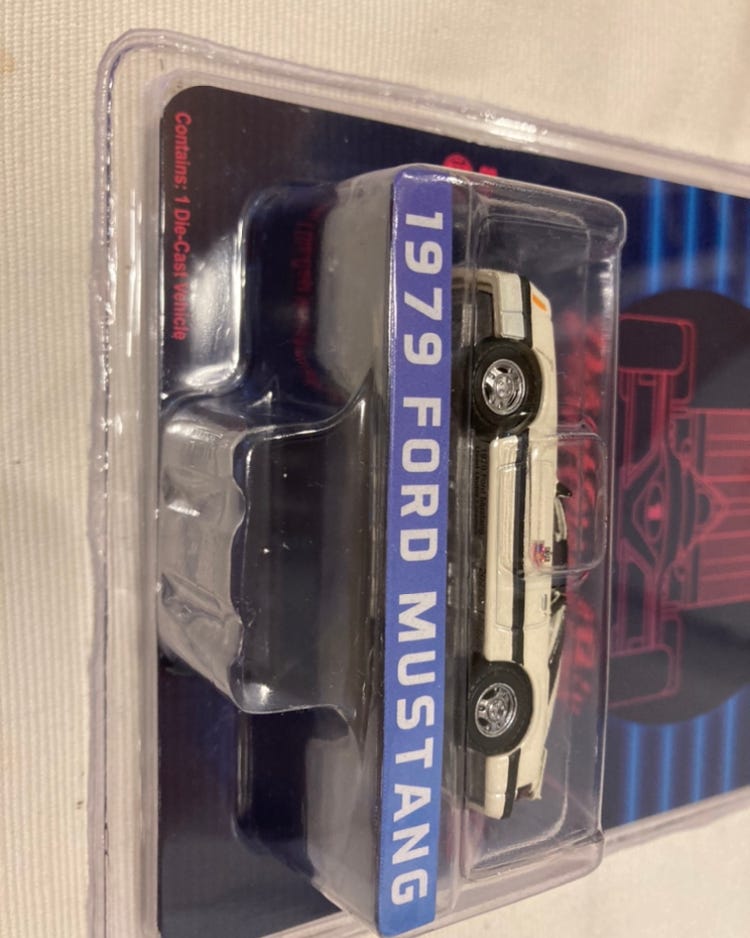 1979 FORD MUSTANG
Contains: 1 Die-Cast Vehicle